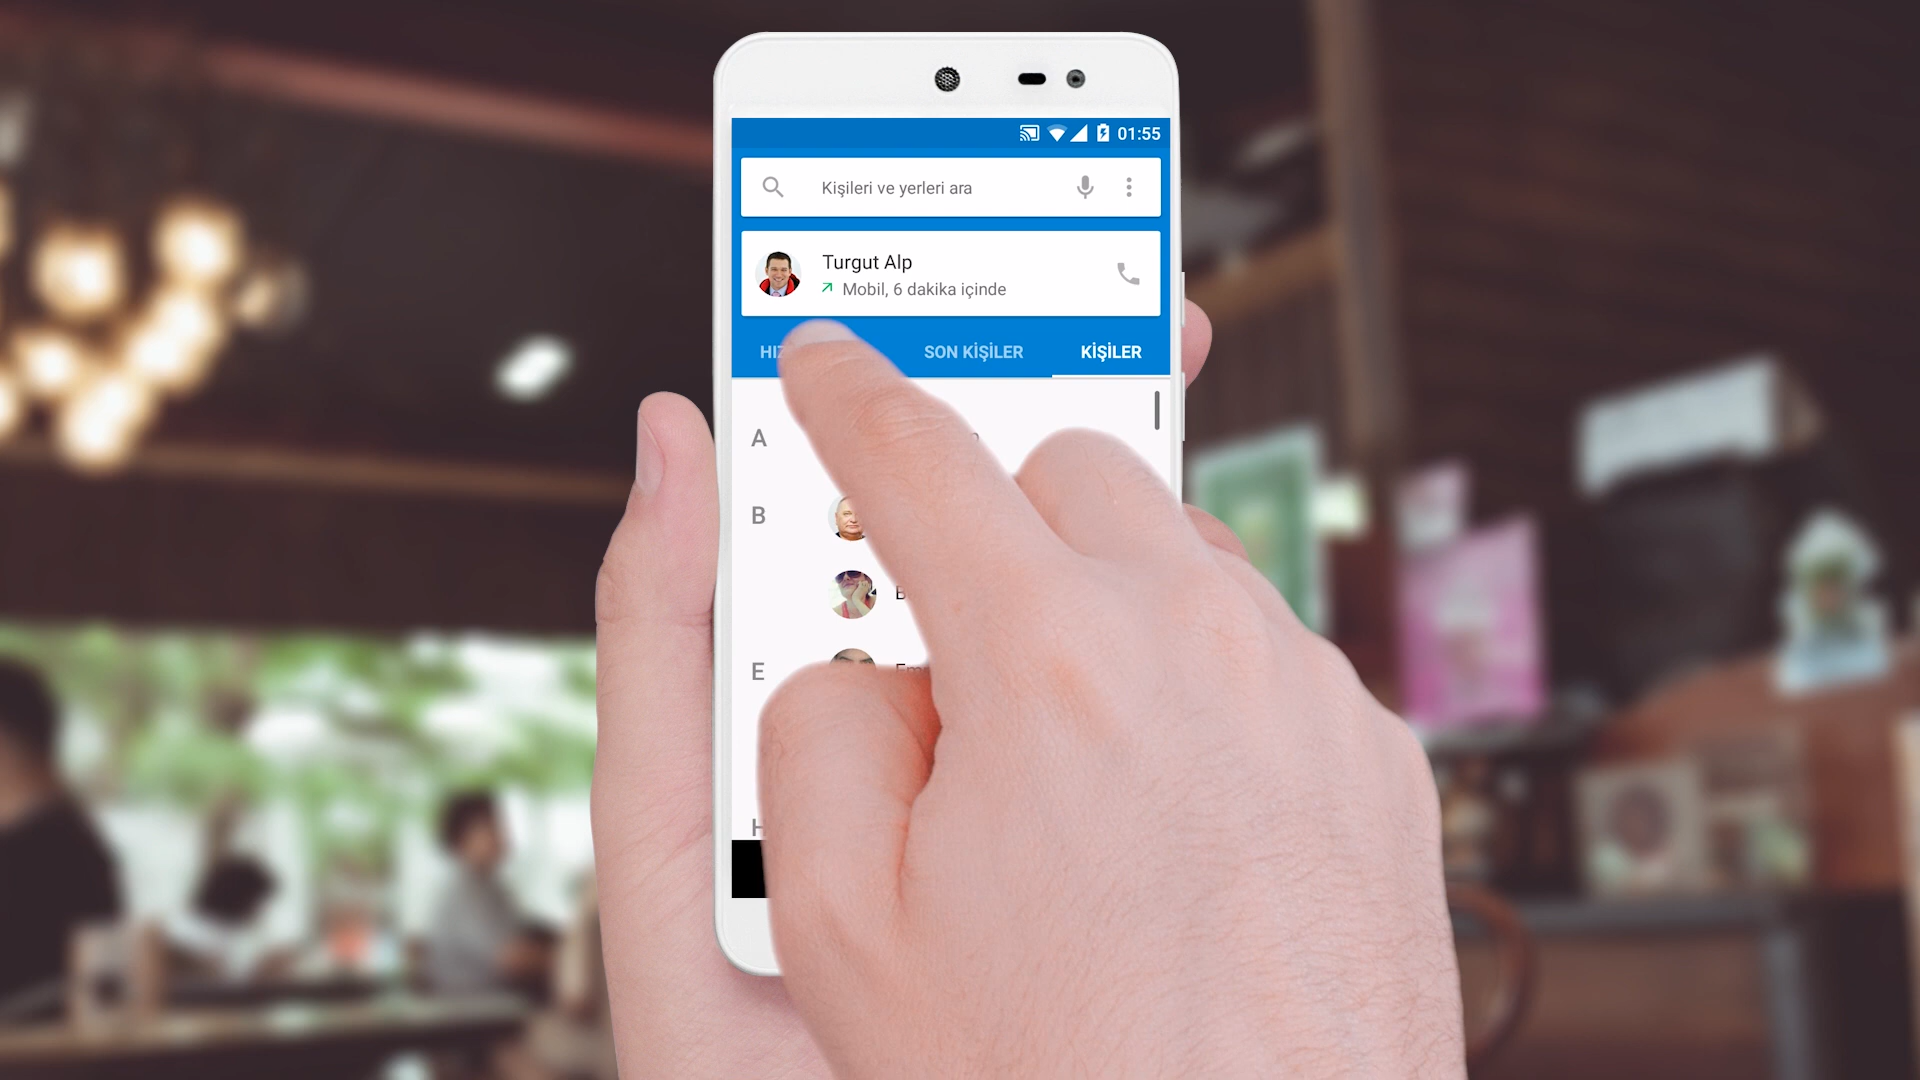 01:55
Kişileri ve yerleri ara
Turgut Alp
Mobil, 6 dakika içinde
SON KİŞİLER
KİŞİLER
A
B
E
H